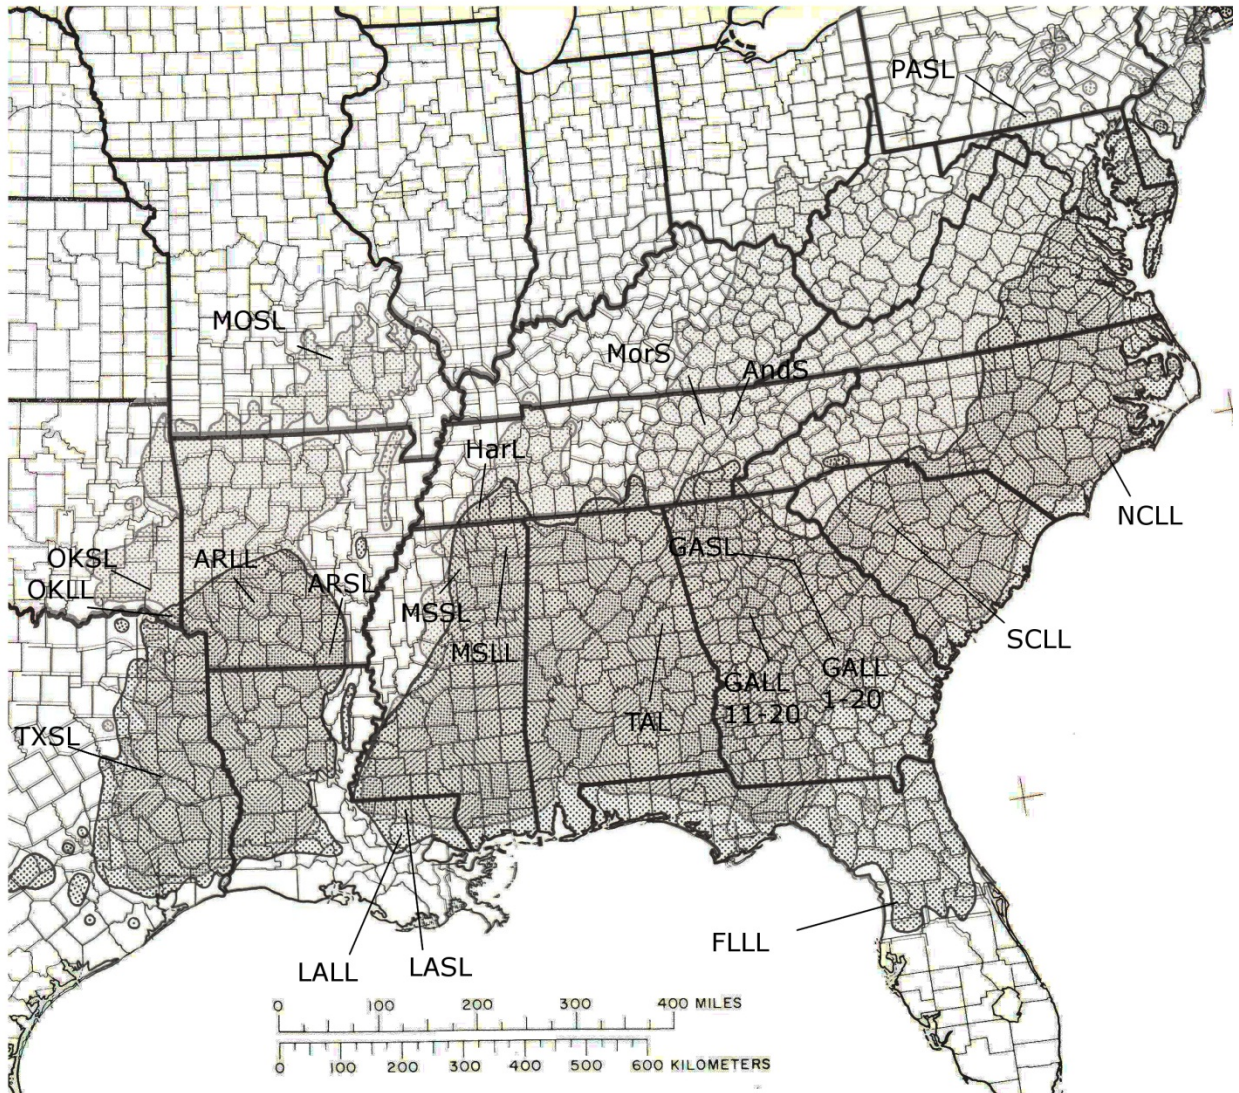 PASL
MOSL
MorS
AndS
HarL
NCLL
OKSL
ARLL
GASL
OKLL
ARSL
MSSL
SCLL
MSLL
GALL
1-20
GALL
11-20
TAL
TXSL
FLLL
LALL
LASL
0 100 200 300 400 MILES
0 100 200 300 400 500 600 KILOMETERS